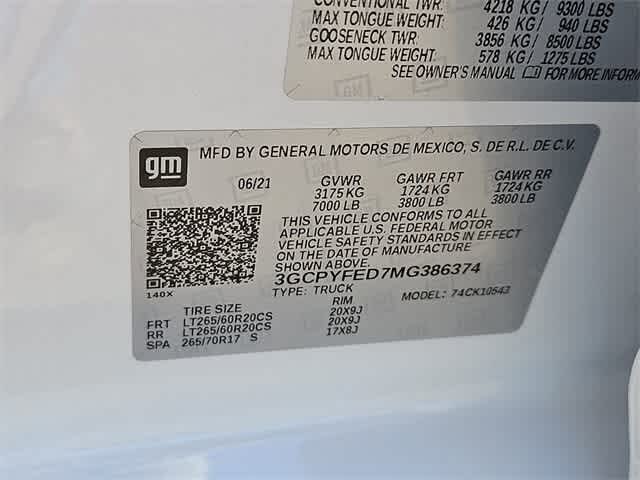 CONVENTIONAL TWR: 4218 KG/ 9300 LBS
MAX TONGUE WEIGHT: 426 KG/ 940 LBS
GOOSENECK TWR: 3856 KG/ 8500 LBS
MAX TONGUE WEIGHT: 578 KG/ 1275 LBS
SEE OWNER'S MANUAL FOR MORE INFORM
gm MFD BY GENERAL MOTORS DE MEXICO, S. DE R.L. DE C.V.
06/21 GVWR GAWR FRT GAWR RR
3175 KG 1724 KG 1724 KG
7000 LB 3800 LB 3800 LB
THIS VEHICLE CONFORMS TO ALL
APPLICABLE U.S. FEDERAL MOTOR
VEHICLE SAFETY STANDARDS IN EFFECT
ON THE DATE OF MANUFACTURE
SHOWN ABOVE.
3GCPYFED7MG386374
140X TYPE: TRUCK MODEL: 74CK10543
TIRE SIZE RIM
FRT LT265/60R20CS 20X9J
RR LT265/60R20CS 20X9J
SPA 265/70R17 S 17X8J